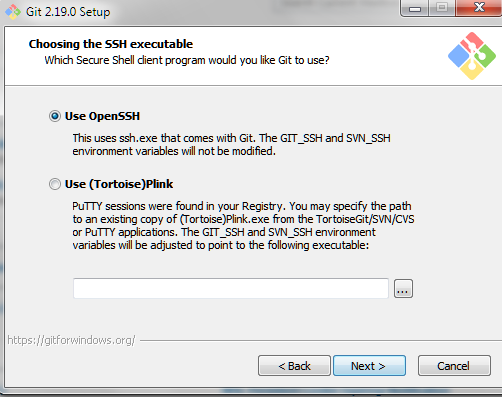 Git 2.19.0 Setup
Choosing the SSH executable
Which Secure Shell client program would you like Git to use?
Use OpenSSH
This uses ssh.exe that comes with Git. The GIT_SSH and SVN_SSH
environment variables will not be modified.
Use (Tortoise)Plink
PuTTY sessions were found in your Registry. You may specify the path
to an existing copy of (Tortoise)Plink.exe from the TortoiseGit/SVN/CVS
or PuTTY applications. The GIT_SSH and SVN_SSH environment
variables will be adjusted to point to the following executable:
...
https://gitforwindows.org/
< Back
Next >
Cancel